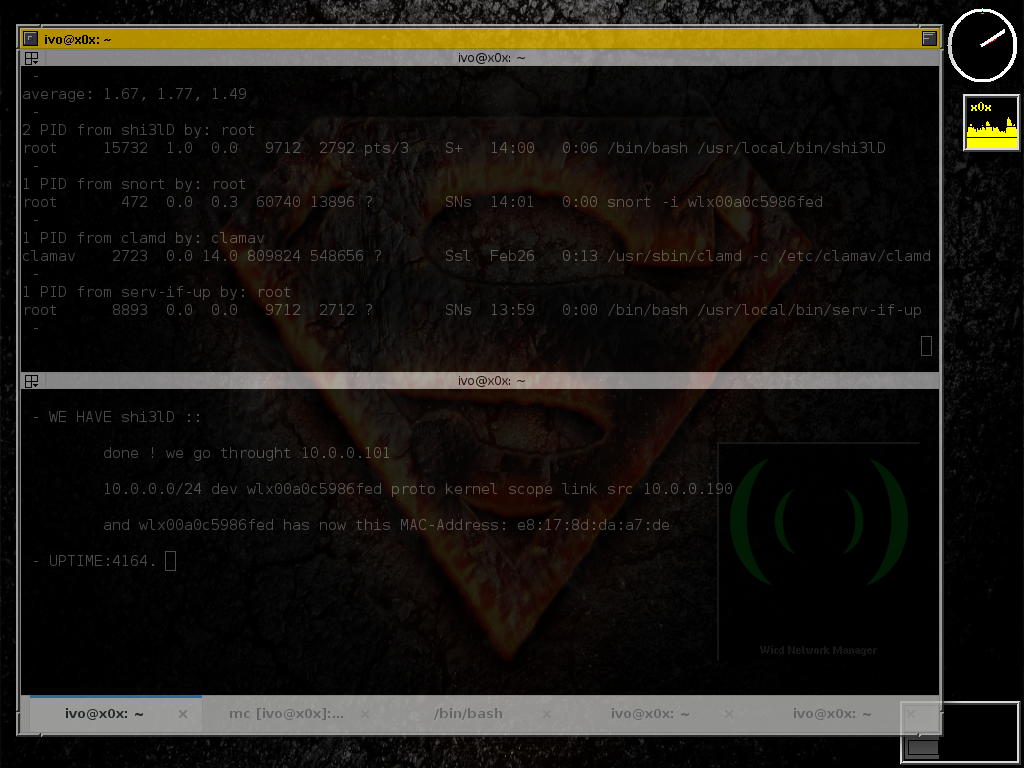 ivo@x0x: ~
ivo@x0x: ~
-
average: 1.67, 1.77, 1.49
-
2 PID from shi3lD by: root
root     15732  1.0  0.0   9712  2792 pts/3    S+   14:00   0:06 /bin/bash /usr/local/bin/shi3lD
-
1 PID from snort by: root
root       472  0.0  0.3  60740 13896 ?        SNs  14:01   0:00 snort -i wlx00a0c5986fed
-
1 PID from clamd by: clamav
clamav    2723  0.0 14.0 809824 548656 ?       Ssl  Feb26   0:13 /usr/sbin/clamd -c /etc/clamav/clamd
-
1 PID from serv-if-up by: root
root      8893  0.0  0.0   9712  2712 ?        SNs  13:59   0:00 /bin/bash /usr/local/bin/serv-if-up
-
ivo@x0x: ~
- WE HAVE shi3lD ::
done ! we go throught 10.0.0.101
10.0.0.0/24 dev wlx00a0c5986fed proto kernel scope link src 10.0.0.190
and wlx00a0c5986fed has now this MAC-Address: e8:17:8d:da:a7:de
- UPTIME:4164.
Wicd Network Manager
ivo@x0x: ~ × mc [ivo@x0x]:... × /bin/bash × ivo@x0x: ~ × ivo@x0x: ~ ×
x0x